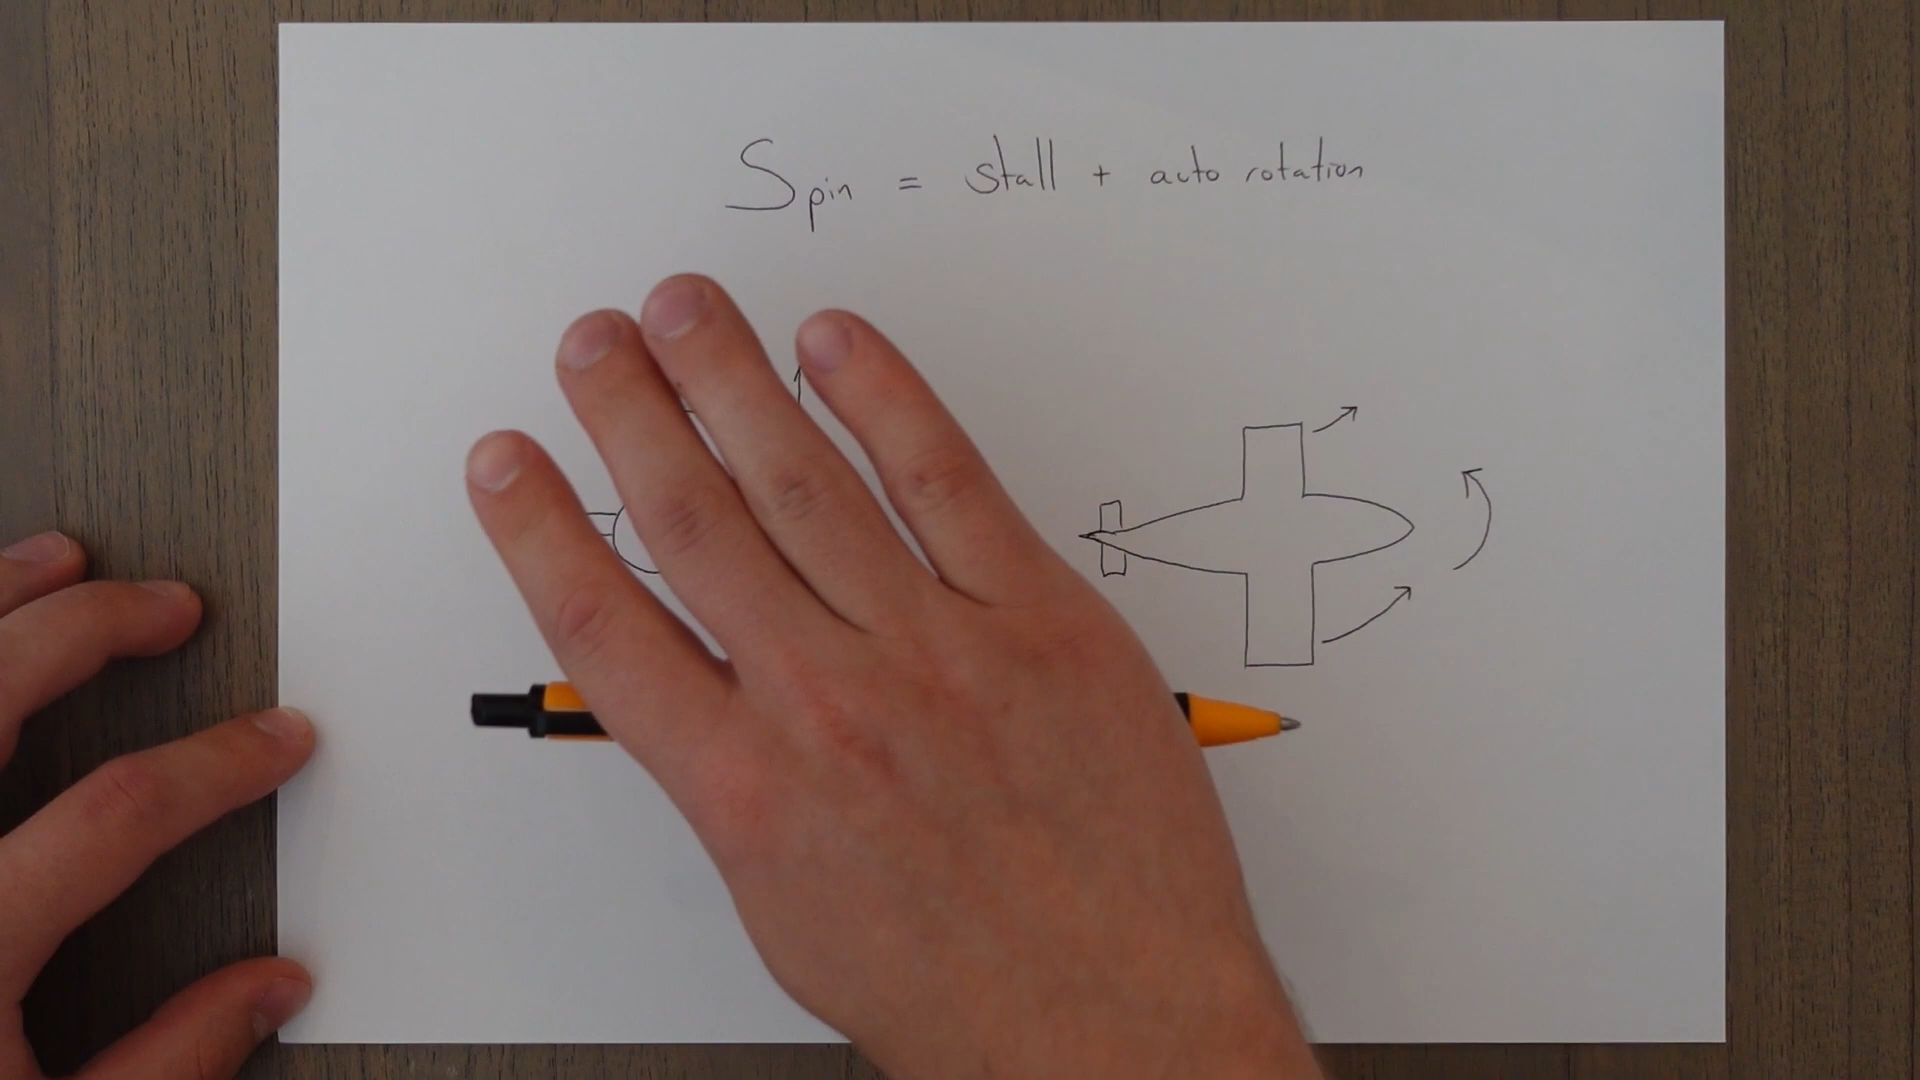 Spin = stall + auto rotation